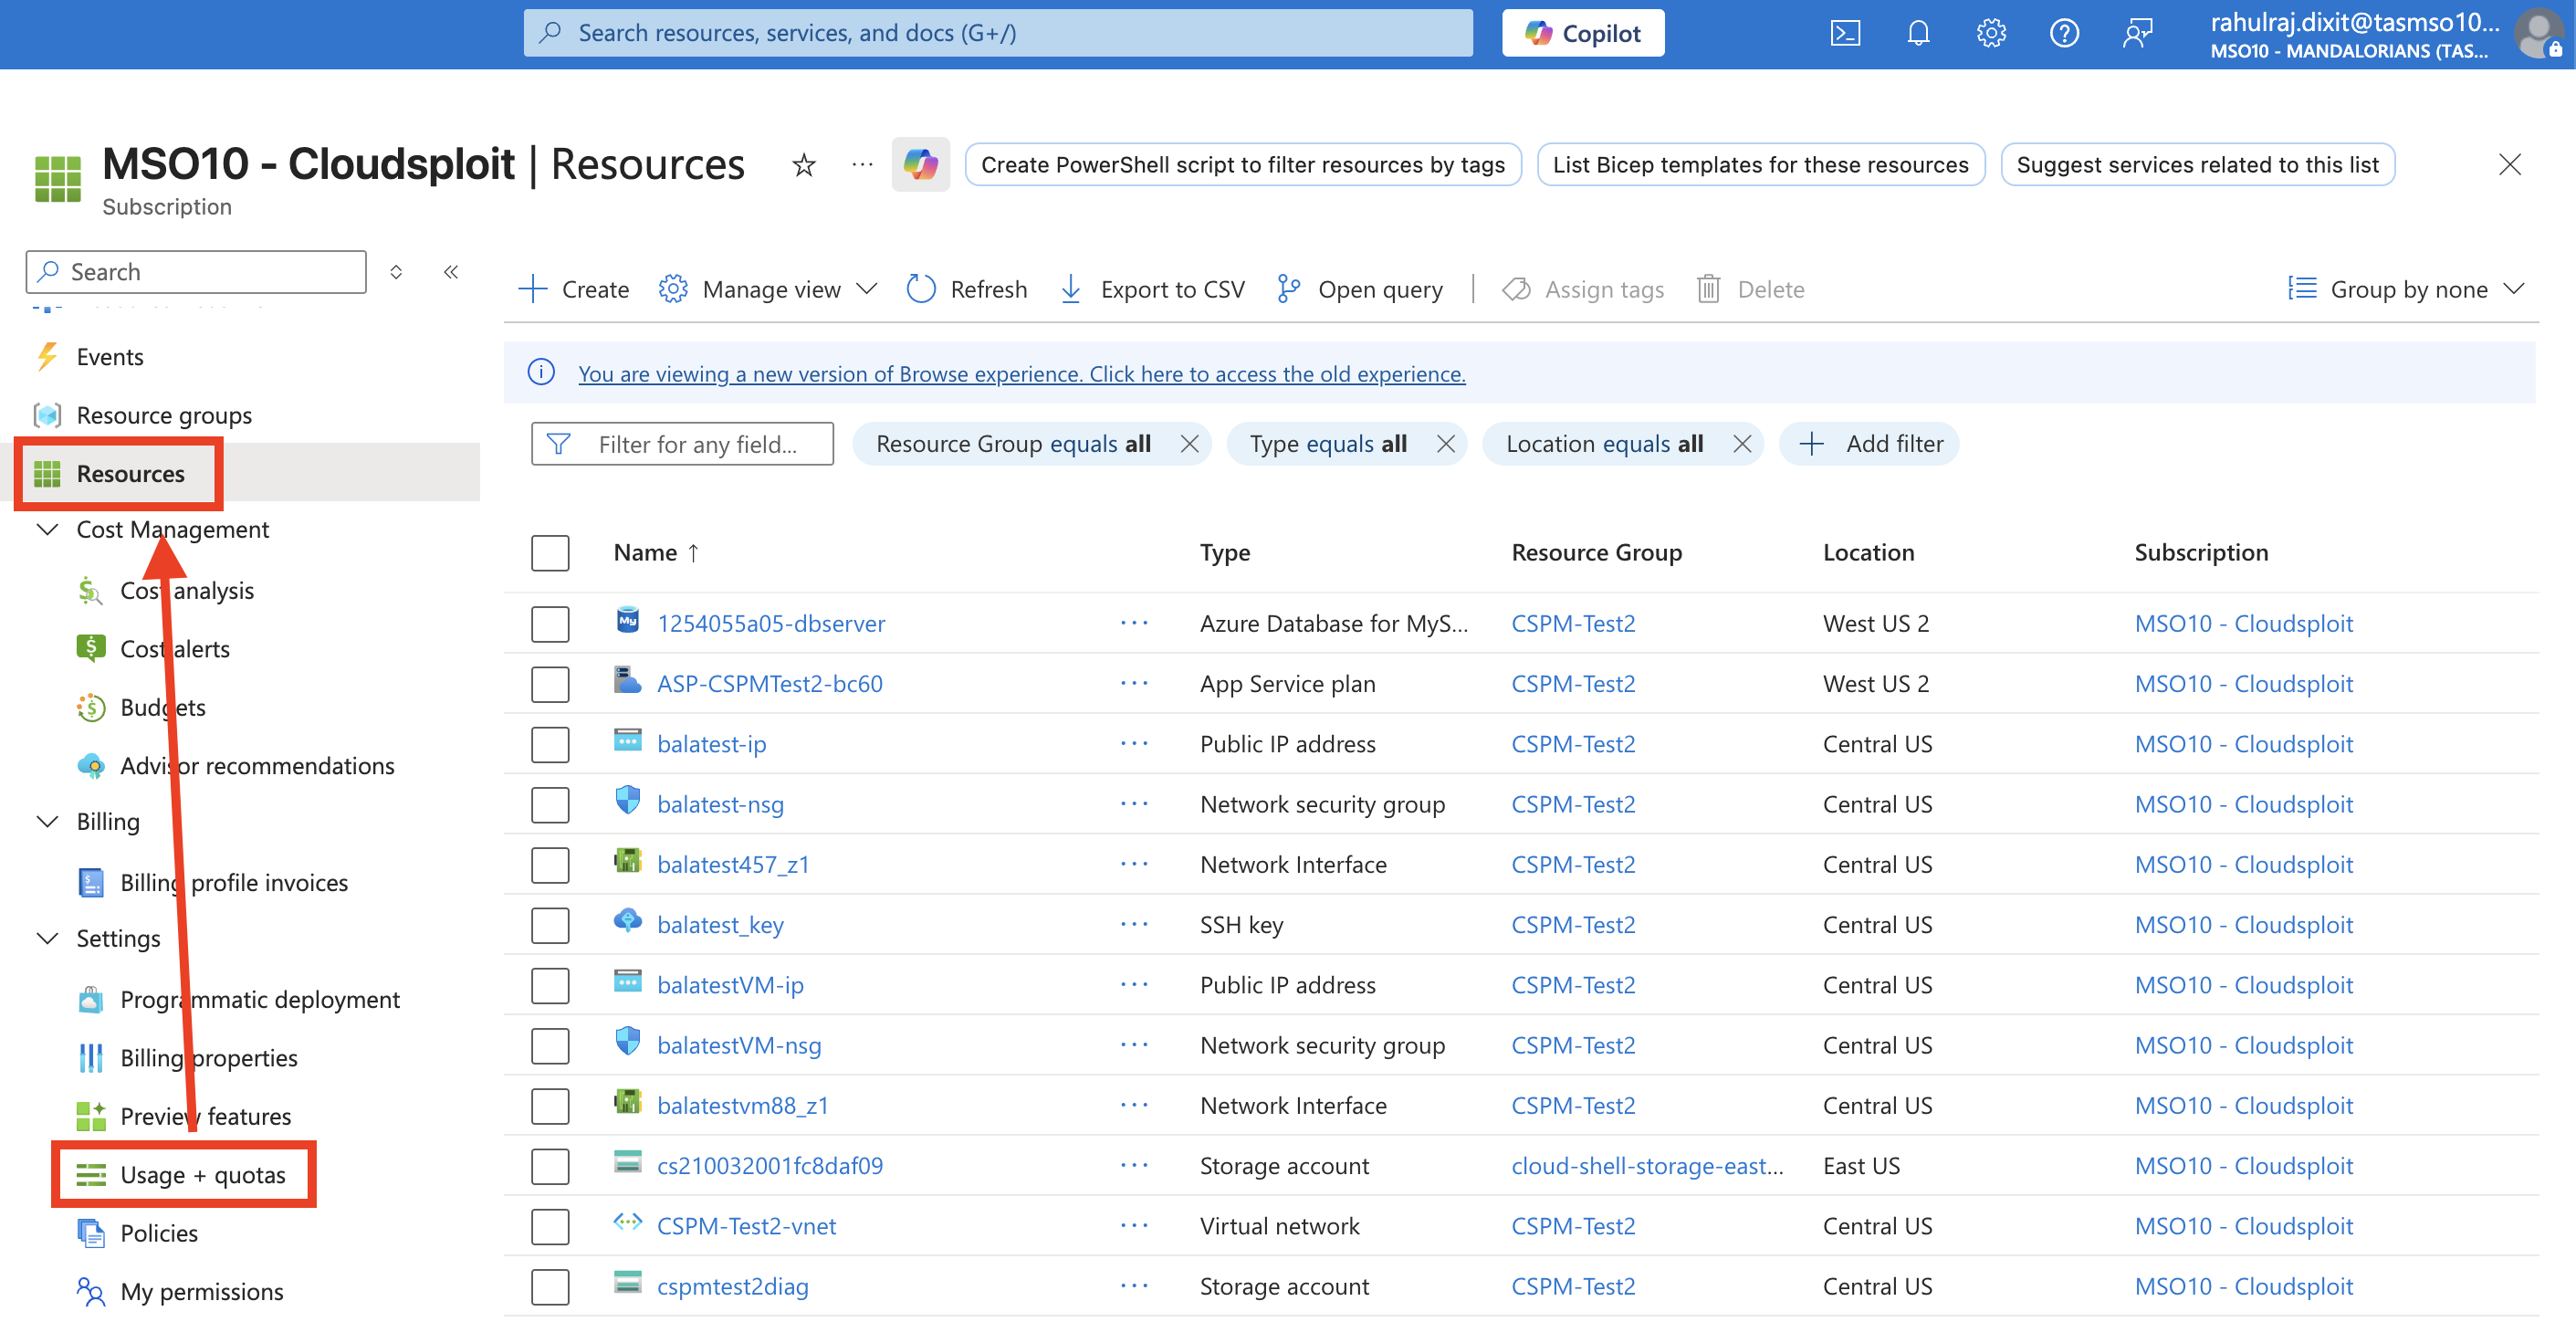 Search resources, services, and docs (G+/)
Copilot
rahulraj.dixit@tasmso10...
MSO10 - MANDALORIANS (TAS...
MSO10 - Cloudsploit | Resources
Subscription
Create PowerShell script to filter resources by tags
List Bicep templates for these resources
Suggest services related to this list
Search
Events
Resource groups
Resources
Cost Management
Cost analysis
Cost alerts
Budgets
Advisor recommendations
Billing
Billing profile invoices
Settings
Programmatic deployment
Billing properties
Preview features
Usage + quotas
Policies
My permissions
Create
Manage view
Refresh
Export to CSV
Open query
Assign tags
Delete
Group by none
You are viewing a new version of Browse experience. Click here to access the old experience.
Filter for any field...
Resource Group equals all
Type equals all
Location equals all
Add filter
Name ↑ Type Resource Group Location Subscription
1254055a05-dbserver ... Azure Database for MyS... CSPM-Test2 West US 2 MSO10 - Cloudsploit
ASP-CSPMTest2-bc60 ... App Service plan CSPM-Test2 West US 2 MSO10 - Cloudsploit
balatest-ip ... Public IP address CSPM-Test2 Central US MSO10 - Cloudsploit
balatest-nsg ... Network security group CSPM-Test2 Central US MSO10 - Cloudsploit
balatest457_z1 ... Network Interface CSPM-Test2 Central US MSO10 - Cloudsploit
balatest_key ... SSH key CSPM-Test2 Central US MSO10 - Cloudsploit
balatestVM-ip ... Public IP address CSPM-Test2 Central US MSO10 - Cloudsploit
balatestVM-nsg ... Network security group CSPM-Test2 Central US MSO10 - Cloudsploit
balatestvm88_z1 ... Network Interface CSPM-Test2 Central US MSO10 - Cloudsploit
cs210032001fc8daf09 ... Storage account cloud-shell-storage-east... East US MSO10 - Cloudsploit
CSPM-Test2-vnet ... Virtual network CSPM-Test2 Central US MSO10 - Cloudsploit
cspmtest2diag ... Storage account CSPM-Test2 Central US MSO10 - Cloudsploit